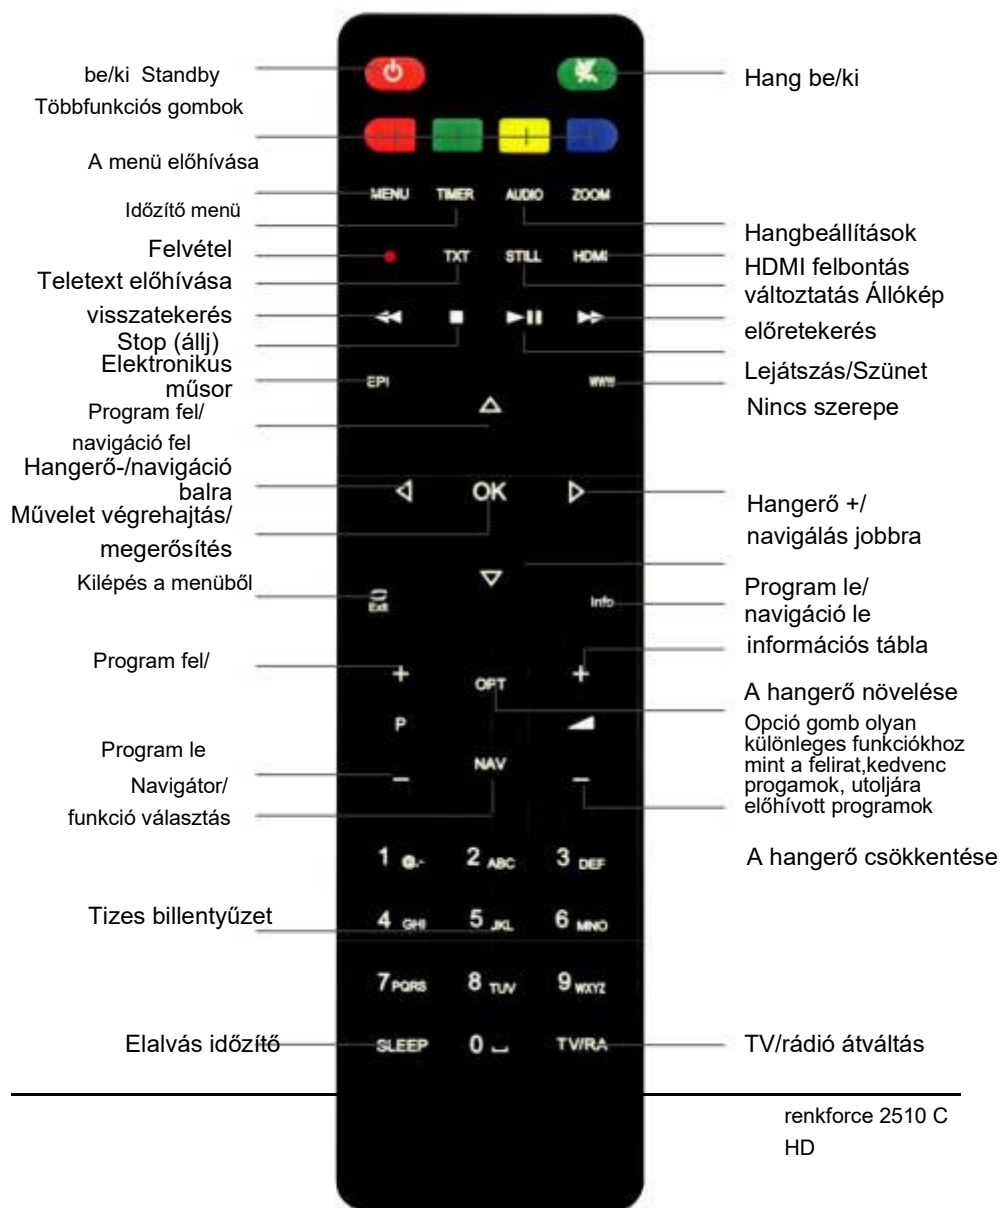 be/ki Standby
Többfunkciós gombok
A menü előhívása
Időzítő menü
Felvétel
Teletext előhívása
visszatekerés
Stop (állj)
Elektronikus
műsor
Program fel/
navigáció fel
Hangerő-/navigáció
balra
Művelet végrehajtás/
megerősítés
Kilépés a menüből
Program fel/
Program le
Navigátor/
funkció választás
Tizes billentyűzet
Elalvás időzítő
MENU TIMER AUDIO ZOOM
TXT STILL HDMI
EPI WWW
OK
Exit Info
+ OPT +
P
− NAV −
1 @.- 2 ABC 3 DEF
4 GHI 5 JKL 6 MNO
7 PQRS 8 TUV 9 WXYZ
SLEEP 0 TV/RA
Hang be/ki
Hangbeállítások
HDMI felbontás
változtatás Állókép
előretekerés
Lejátszás/Szünet
Nincs szerepe
Hangerő +/
navigálás jobbra
Program le/
navigáció le
információs tábla
A hangerő növelése
Opció gomb olyan
különleges funkciókhoz
mint a felirat,kedvenc
progamok, utoljára
előhívott programok
A hangerő csökkentése
TV/rádió átváltás
renkforce 2510 C
HD